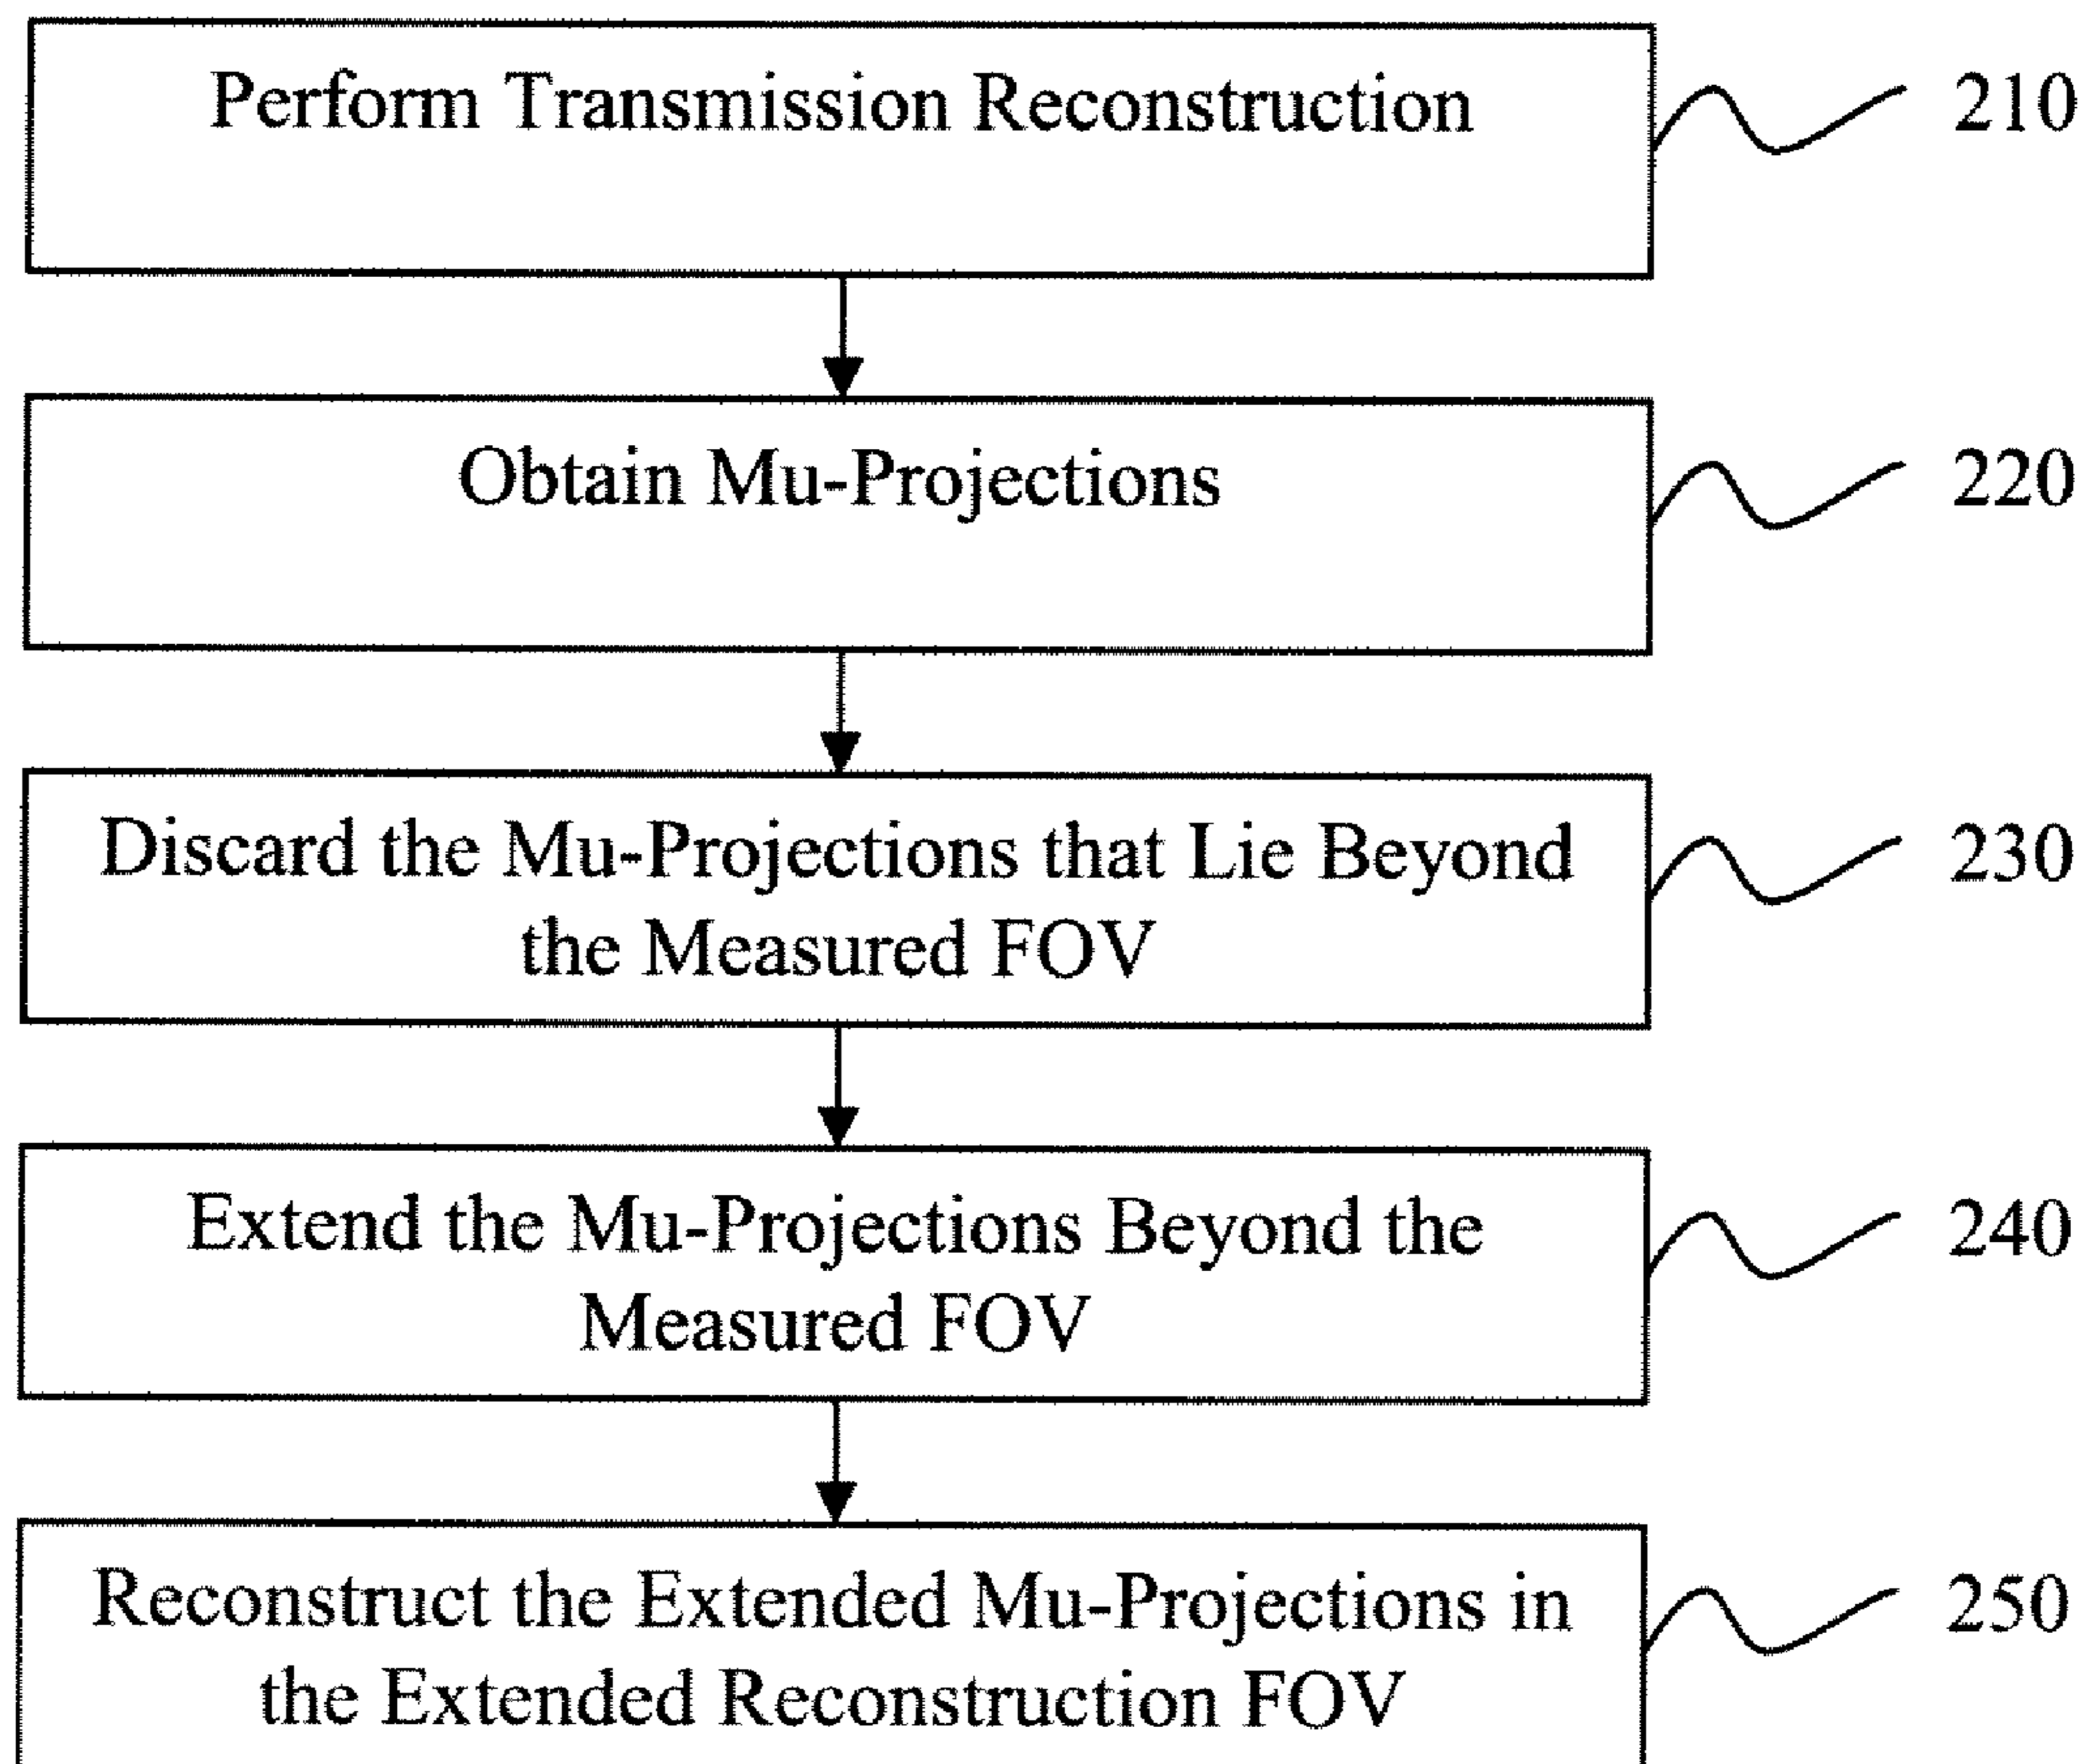 Perform Transmission Reconstruction
210
Obtain Mu-Projections
220
Discard the Mu-Projections that Lie Beyond
the Measured FOV
230
Extend the Mu-Projections Beyond the
Measured FOV
240
Reconstruct the Extended Mu-Projections in
the Extended Reconstruction FOV
250